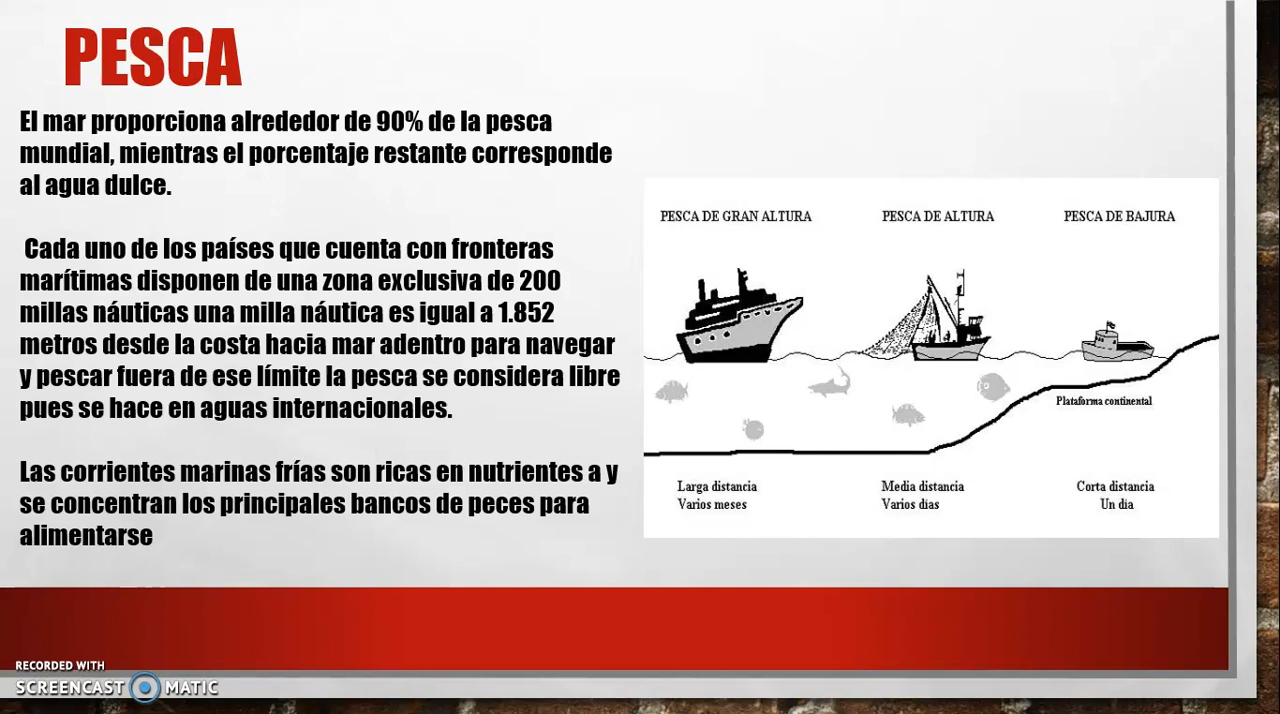 PESCA
El mar proporciona alrededor de 90% de la pesca
mundial, mientras el porcentaje restante corresponde
al agua dulce.
Cada uno de los países que cuenta con fronteras
marítimas disponen de una zona exclusiva de 200
millas náuticas una milla náutica es igual a 1.852
metros desde la costa hacia mar adentro para navegar
y pescar fuera de ese límite la pesca se considera libre
pues se hace en aguas internacionales.
Las corrientes marinas frías son ricas en nutrientes a y
se concentran los principales bancos de peces para
alimentarse
PESCA DE GRAN ALTURA
PESCA DE ALTURA
PESCA DE BAJURA
Plataforma continental
Larga distancia
Varios meses
Media distancia
Varios dias
Corta distancia
Un dia
RECORDED WITH
SCREENCAST MATIC